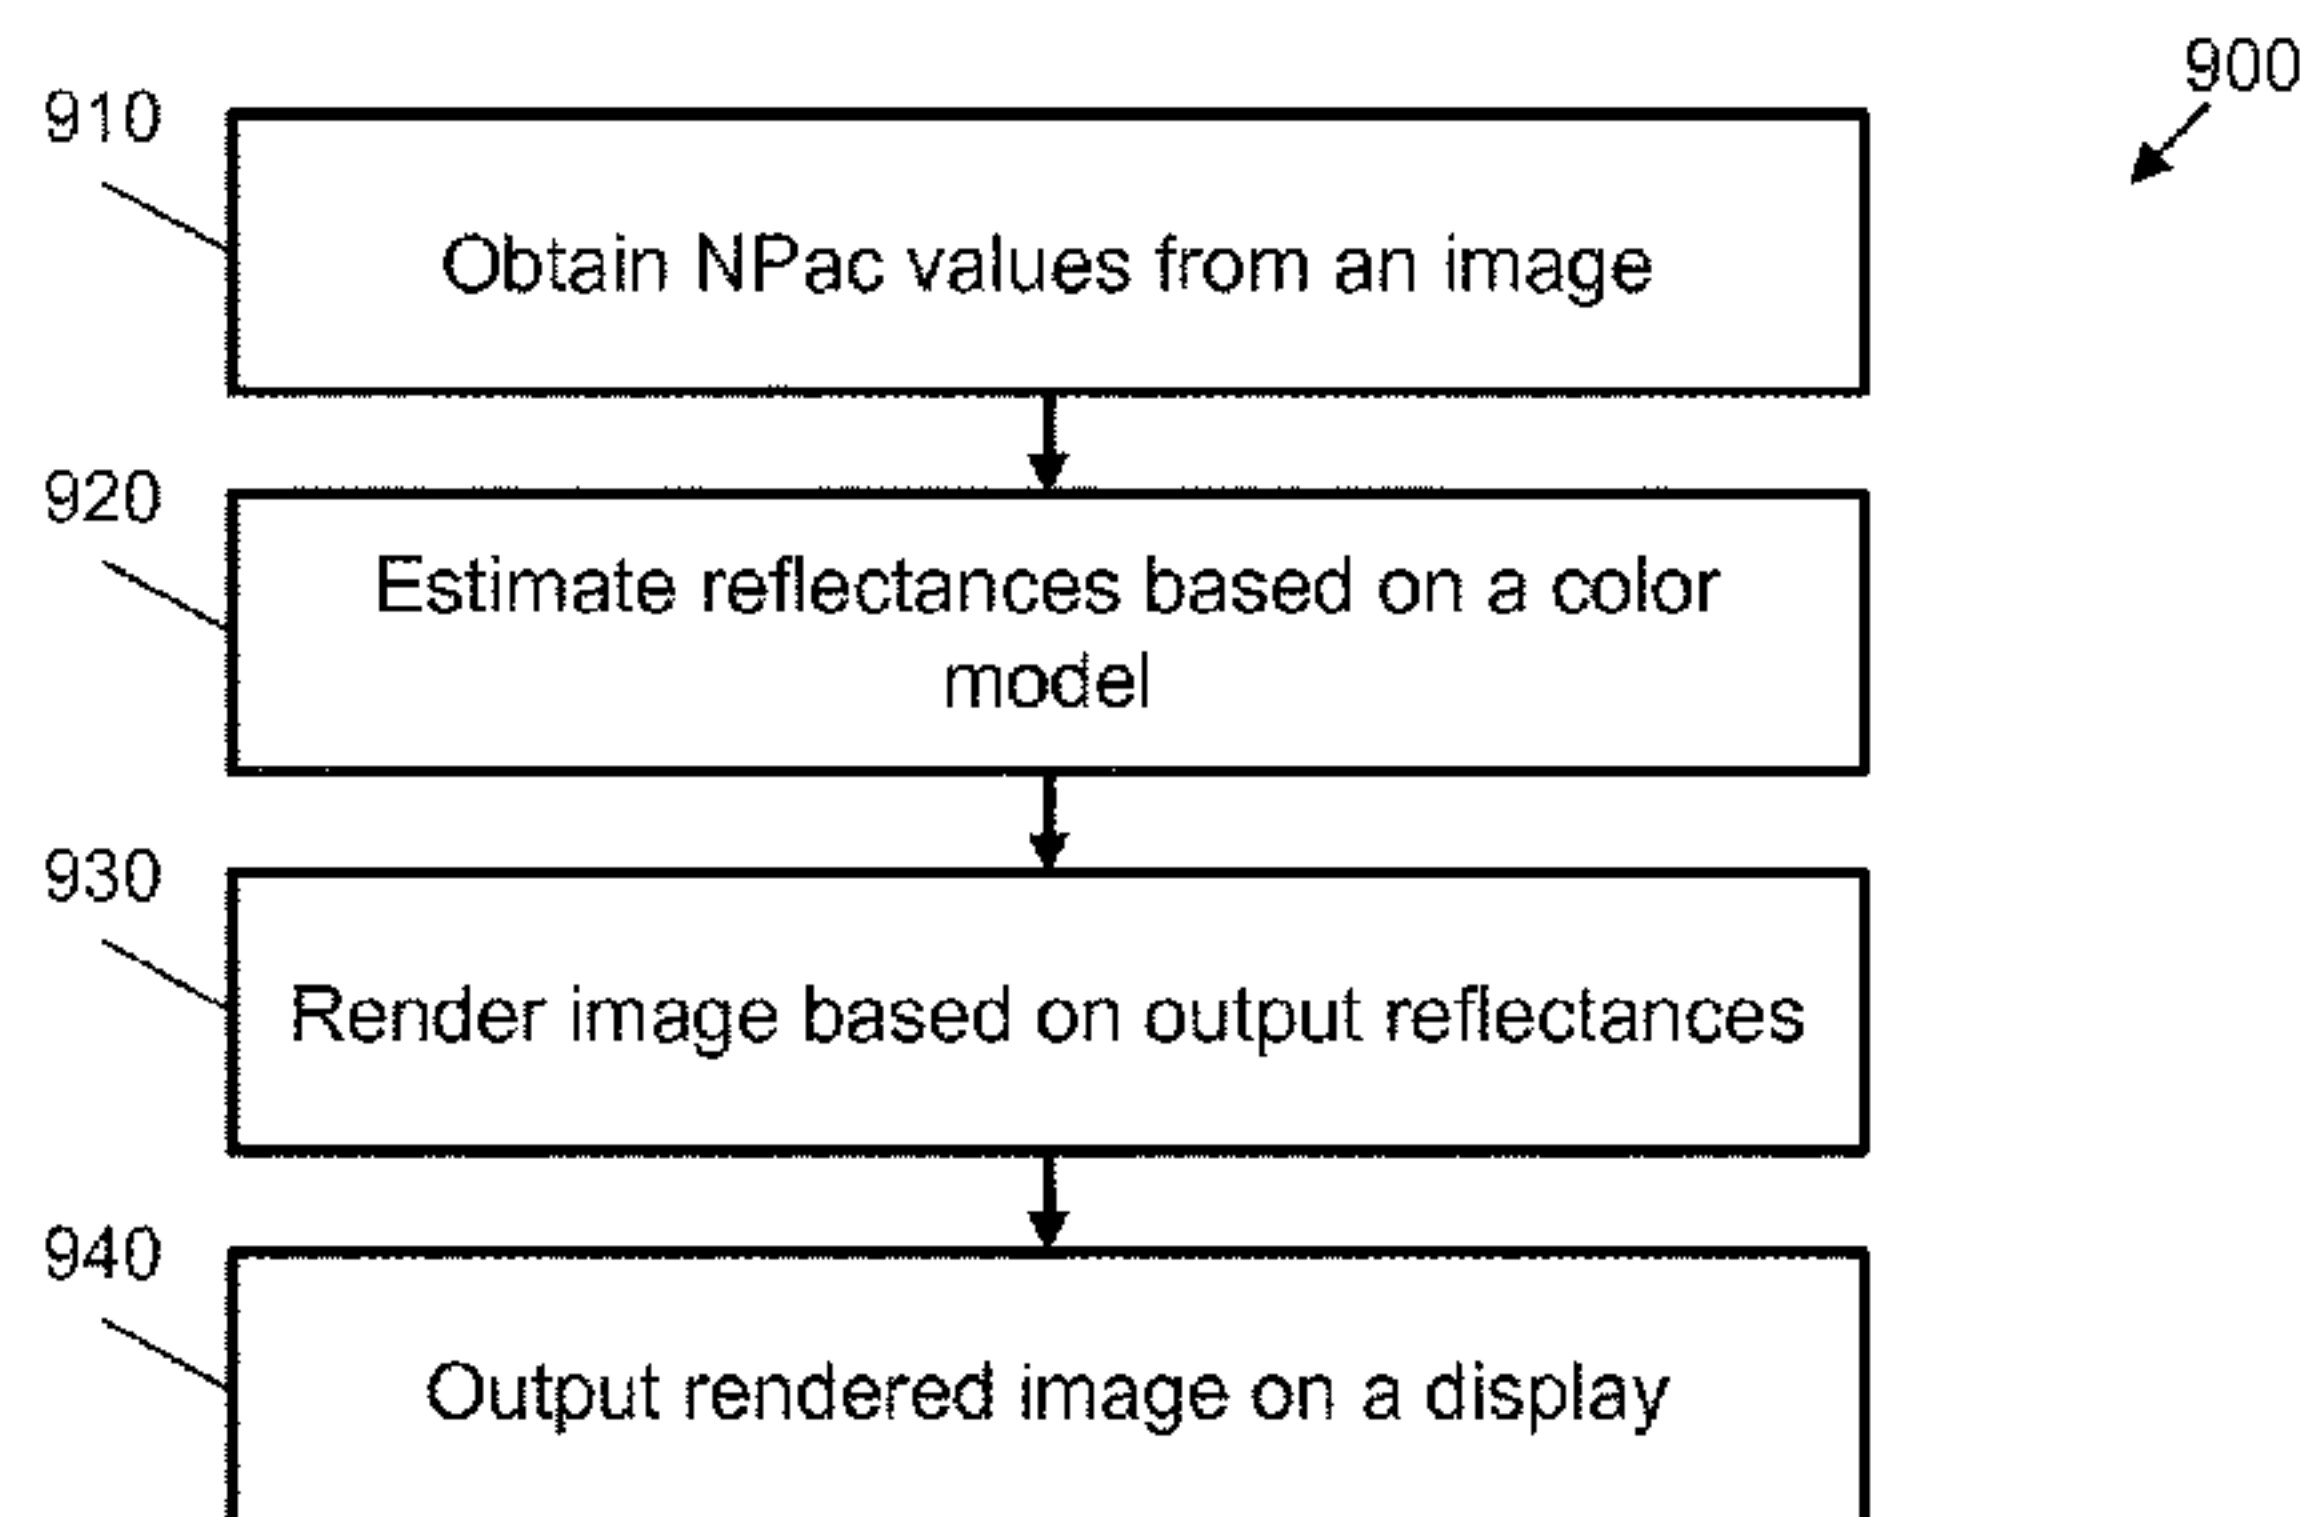 900
910
Obtain NPac values from an image
920
Estimate reflectances based on a color
model
930
Render image based on output reflectances
940
Output rendered image on a display